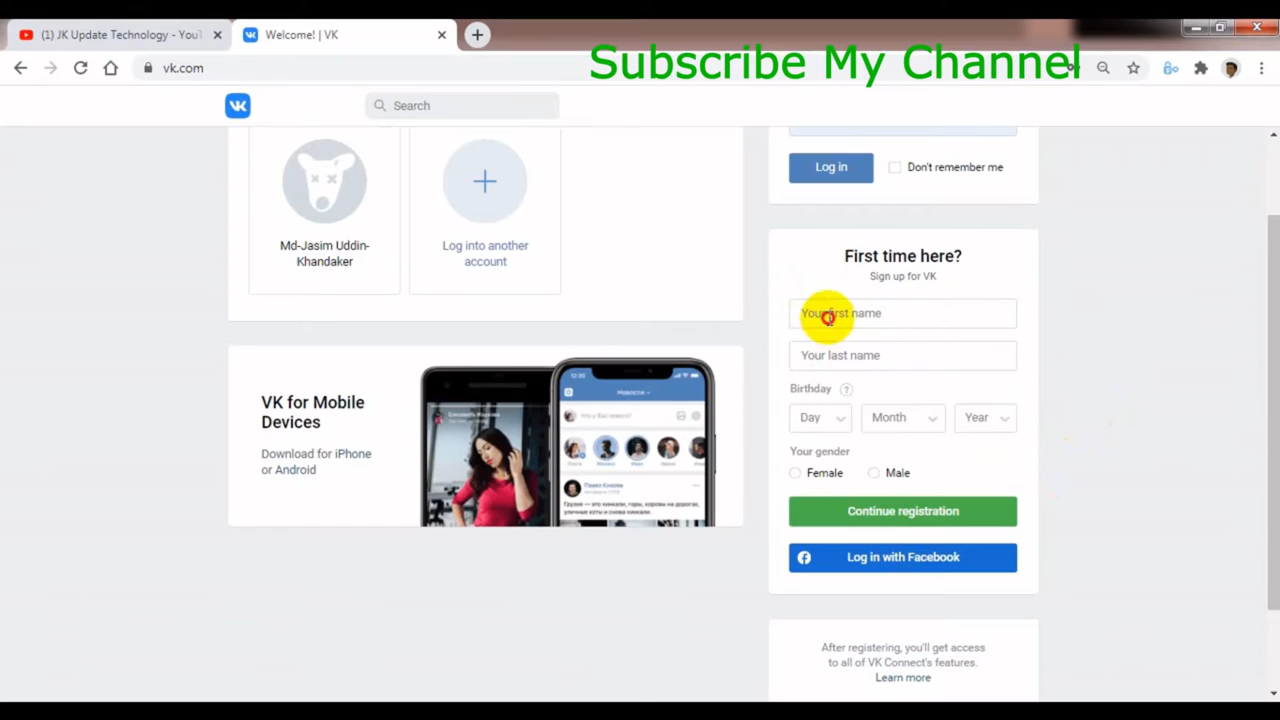 (1) JK Update Technology - YouT
Welcome! | VK
Subscribe My Channel
vk.com
Search
Log in
Don't remember me
Md-Jasim Uddin-
Khandaker
Log into another
account
First time here?
Sign up for VK
Your first name
Your last name
Birthday ?
Day
Month
Year
Your gender
Female
Male
Continue registration
Log in with Facebook
VK for Mobile
Devices
Download for iPhone
or Android
After registering, you'll get access
to all of VK Connect's features.
Learn more